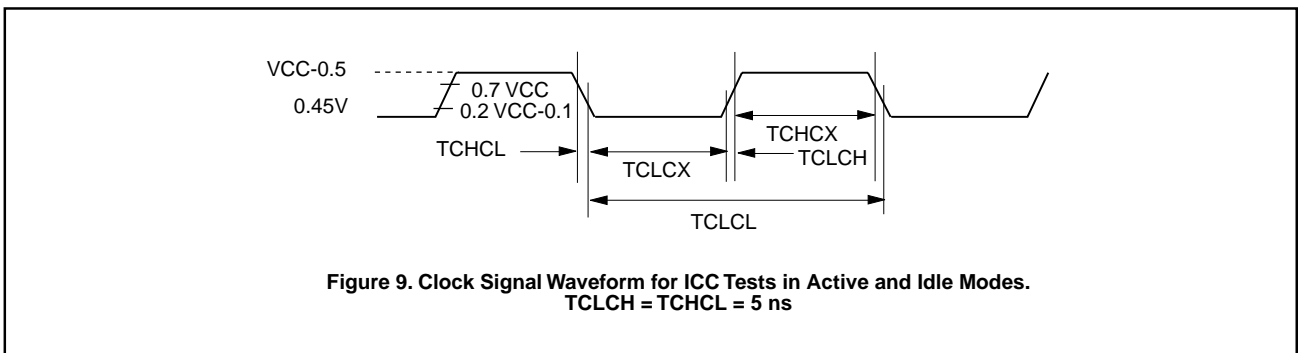 VCC-0.5
0.7 VCC
0.45V
0.2 VCC-0.1
TCHCL
TCLCX
TCHCX
TCLCH
TCLCL
Figure 9. Clock Signal Waveform for ICC Tests in Active and Idle Modes.
TCLCH = TCHCL = 5 ns